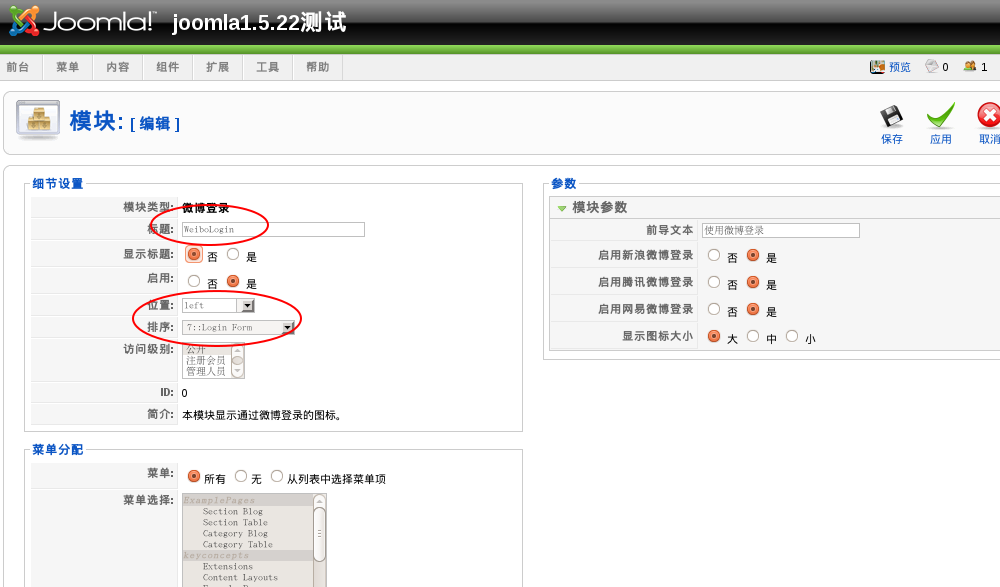 Joomla!™ joomla1.5.22测试
前台 菜单 内容 组件 扩展 工具 帮助 预览 0 1
模块: [ 编辑 ] 保存 应用 取消
细节设置
模块类型: 微博登录
标题: WeiboLogin
显示标题: 否 是
启用: 否 是
位置: left
排序: 7::Login Form
访问级别: 公开
注册会员
管理人员
ID: 0
简介: 本模块显示通过微博登录的图标。
菜单分配
菜单: 所有 无 从列表中选择菜单项
菜单选择: ExamplePages
Section Blog
Section Table
Category Blog
Category Table
keyconcepts
Extensions
Content Layouts
参数
模块参数
前导文本 使用微博登录
启用新浪微博登录 否 是
启用腾讯微博登录 否 是
启用网易微博登录 否 是
显示图标大小 大 中 小